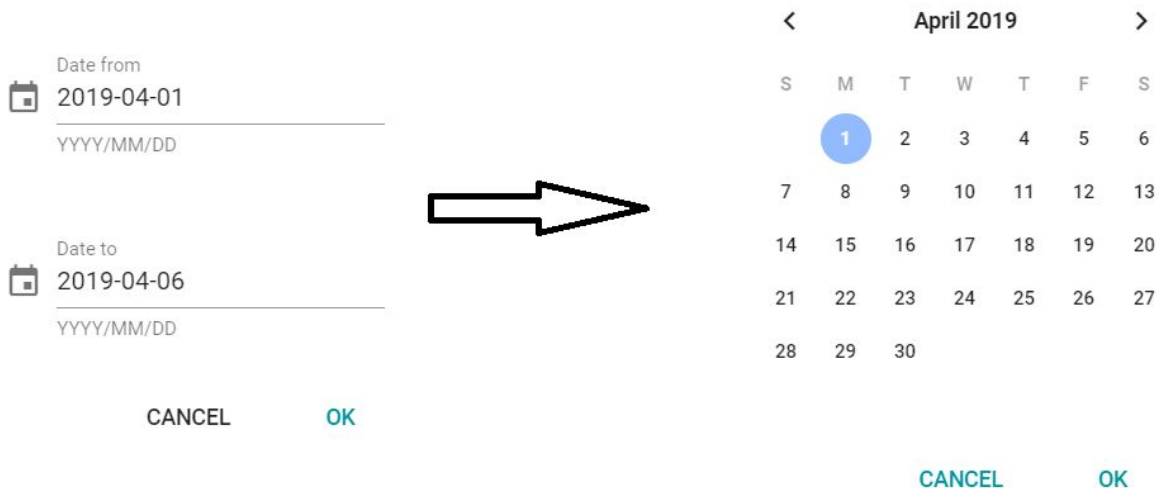 Date from
2019-04-01
YYYY/MM/DD
Date to
2019-04-06
YYYY/MM/DD
CANCEL OK
April 2019
S M T W T F S
1 2 3 4 5 6
7 8 9 10 11 12 13
14 15 16 17 18 19 20
21 22 23 24 25 26 27
28 29 30
CANCEL OK